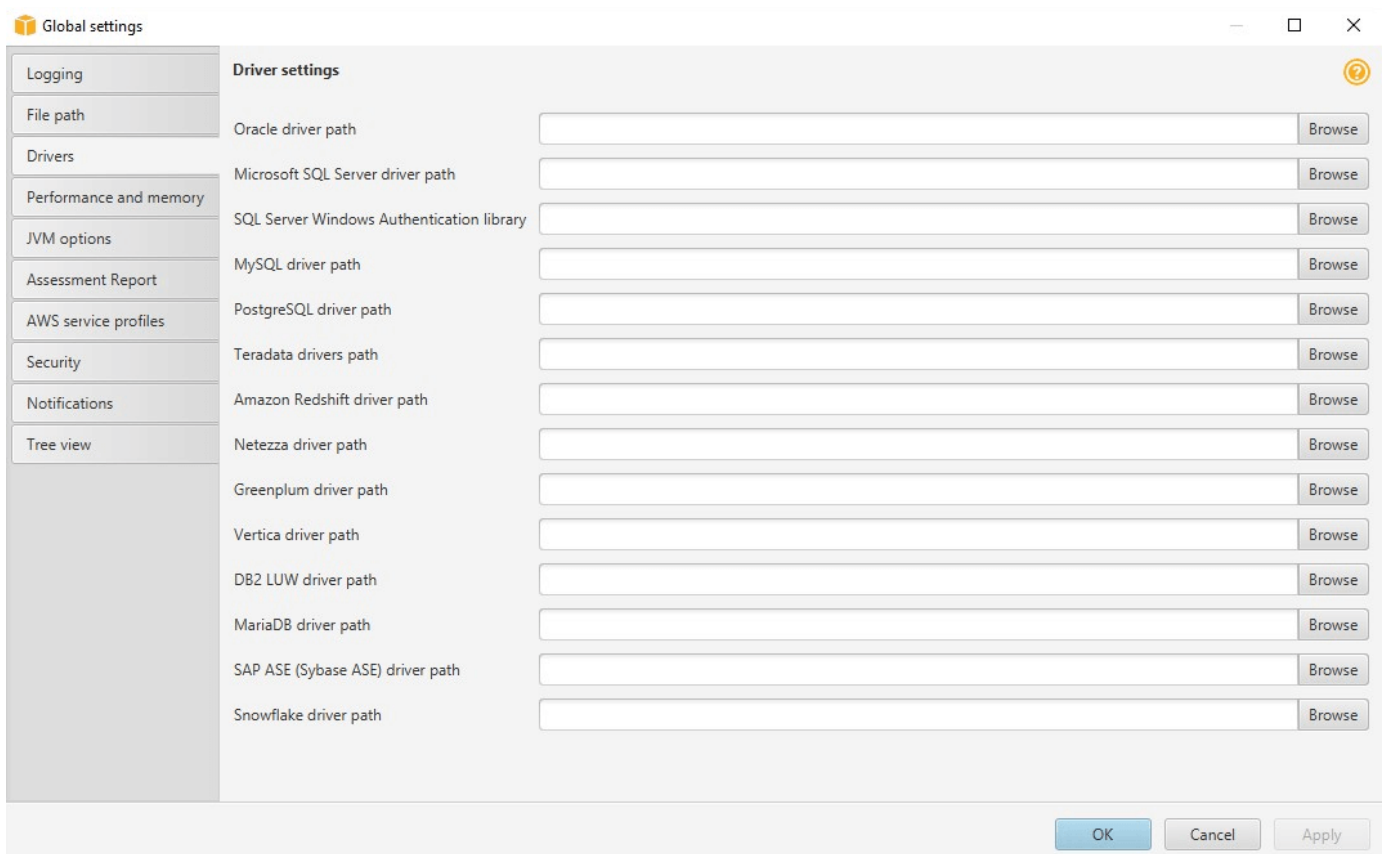 Global settings
Logging
File path
Drivers
Performance and memory
JVM options
Assessment Report
AWS service profiles
Security
Notifications
Tree view
Driver settings
?
Oracle driver path Browse
Microsoft SQL Server driver path Browse
SQL Server Windows Authentication library Browse
MySQL driver path Browse
PostgreSQL driver path Browse
Teradata drivers path Browse
Amazon Redshift driver path Browse
Netezza driver path Browse
Greenplum driver path Browse
Vertica driver path Browse
DB2 LUW driver path Browse
MariaDB driver path Browse
SAP ASE (Sybase ASE) driver path Browse
Snowflake driver path Browse
OK Cancel Apply